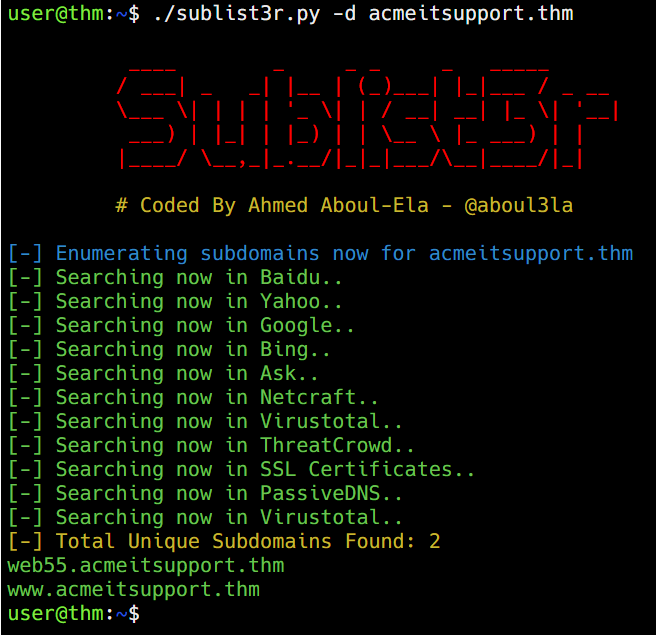 user@thm:~$ ./sublist3r.py -d acmeitsupport.thm
Sublist3r
# Coded By Ahmed Aboul-Ela - @aboul3la
[-] Enumerating subdomains now for acmeitsupport.thm
[-] Searching now in Baidu..
[-] Searching now in Yahoo..
[-] Searching now in Google..
[-] Searching now in Bing..
[-] Searching now in Ask..
[-] Searching now in Netcraft..
[-] Searching now in Virustotal..
[-] Searching now in ThreatCrowd..
[-] Searching now in SSL Certificates..
[-] Searching now in PassiveDNS..
[-] Searching now in Virustotal..
[-] Total Unique Subdomains Found: 2
web55.acmeitsupport.thm
www.acmeitsupport.thm
user@thm:~$